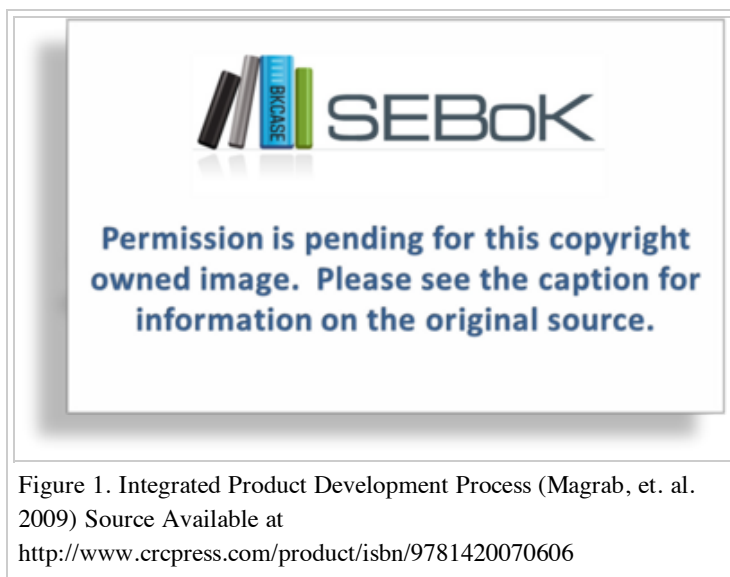 BKCASE
SEBoK
Permission is pending for this copyright
owned image. Please see the caption for
information on the original source.
Figure 1. Integrated Product Development Process (Magrab, et. al.
2009) Source Available at
http://www.crcpress.com/product/isbn/9781420070606